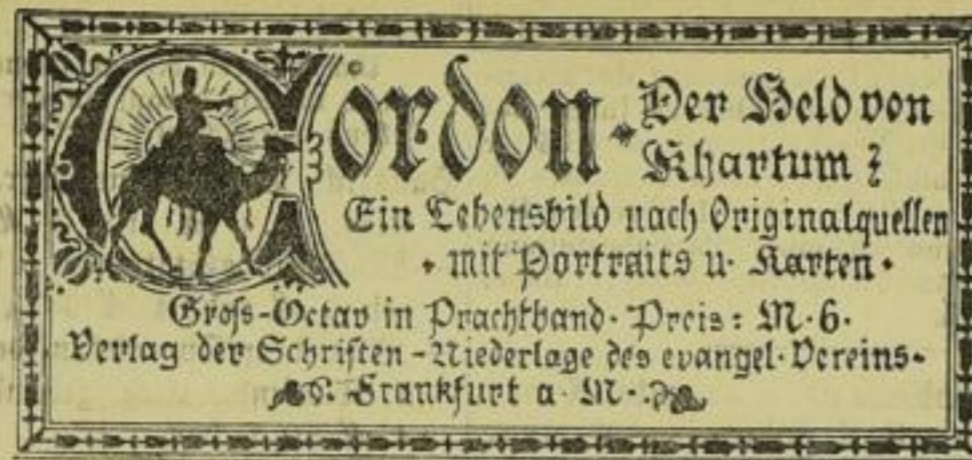 Gordon · Der Held von
Khartum
Ein Lebensbild nach Originalquellen
· mit Portraits u· Karten ·
Gross-Octav in Prachtband · Preis: M·6·
Verlag der Schriften-Niederlage des evangel· Vereins·
Frankfurt a· M·